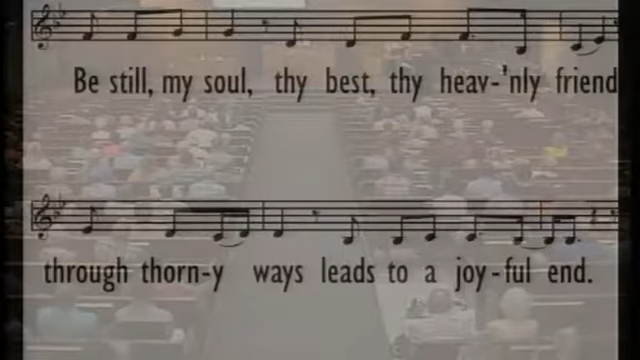 Be still, my soul, thy best, thy heav-'nly friend
through thorn-y ways leads to a joy-ful end.